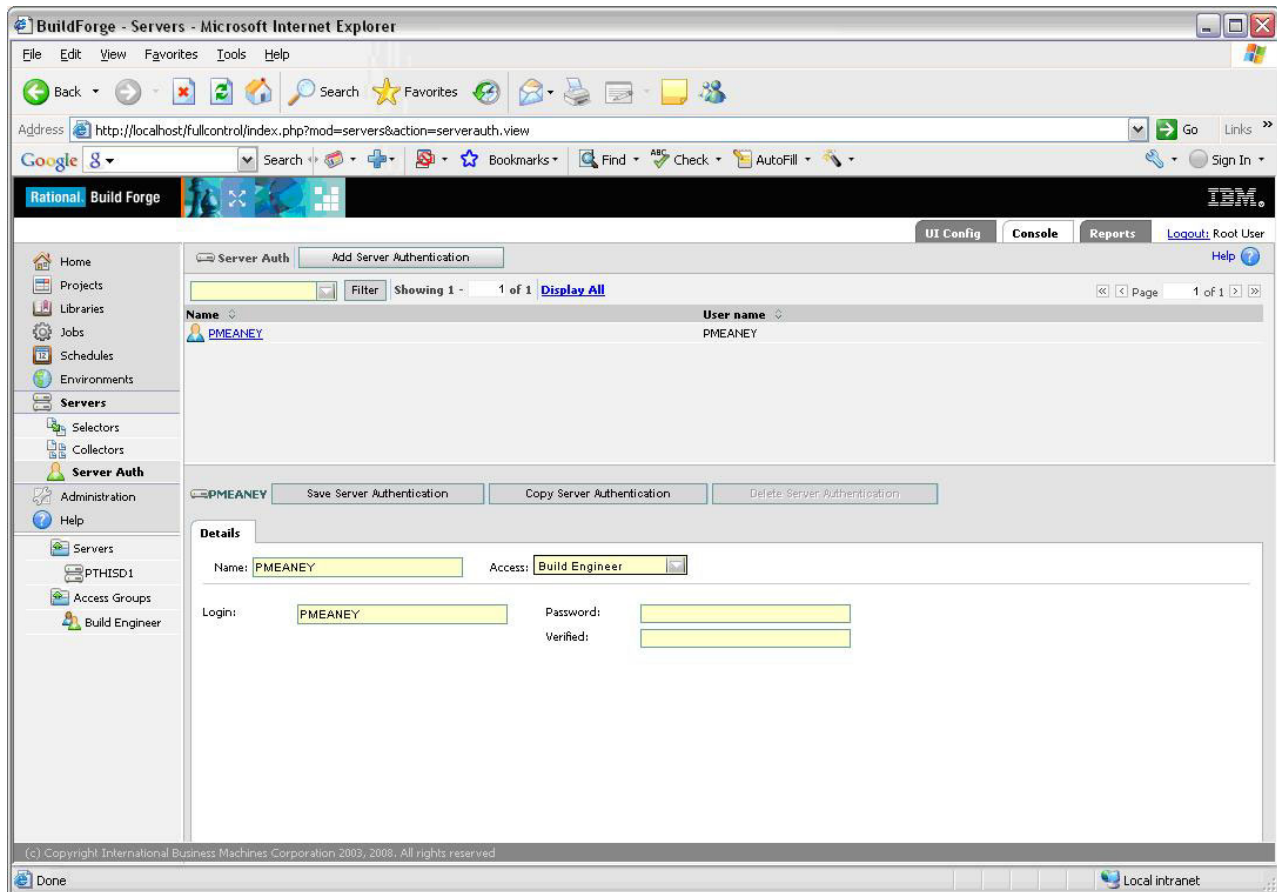 BuildForge - Servers - Microsoft Internet Explorer
File Edit View Favorites Tools Help
Back Search Favorites
Address http://localhost/fullcontrol/index.php?mod=servers&action=serverauth.view Go Links »
Google Search Bookmarks Find Check AutoFill Sign In
Rational. Build Forge IBM.
UI Config Console Reports Logout: Root User
Home
Projects
Libraries
Jobs
Schedules
Environments
Servers
Selectors
Collectors
Server Auth
Administration
Help
Servers
PTHISD1
Access Groups
Build Engineer
Server Auth Add Server Authentication Help
Filter Showing 1 - 1 of 1 Display All Page 1 of 1
Name User name
PMEANEY PMEANEY
PMEANEY Save Server Authentication Copy Server Authentication Delete Server Authentication
Details
Name: PMEANEY Access: Build Engineer
Login: PMEANEY Password:
Verified:
(c) Copyright International Business Machines Corporation 2003, 2008. All rights reserved
Done Local intranet